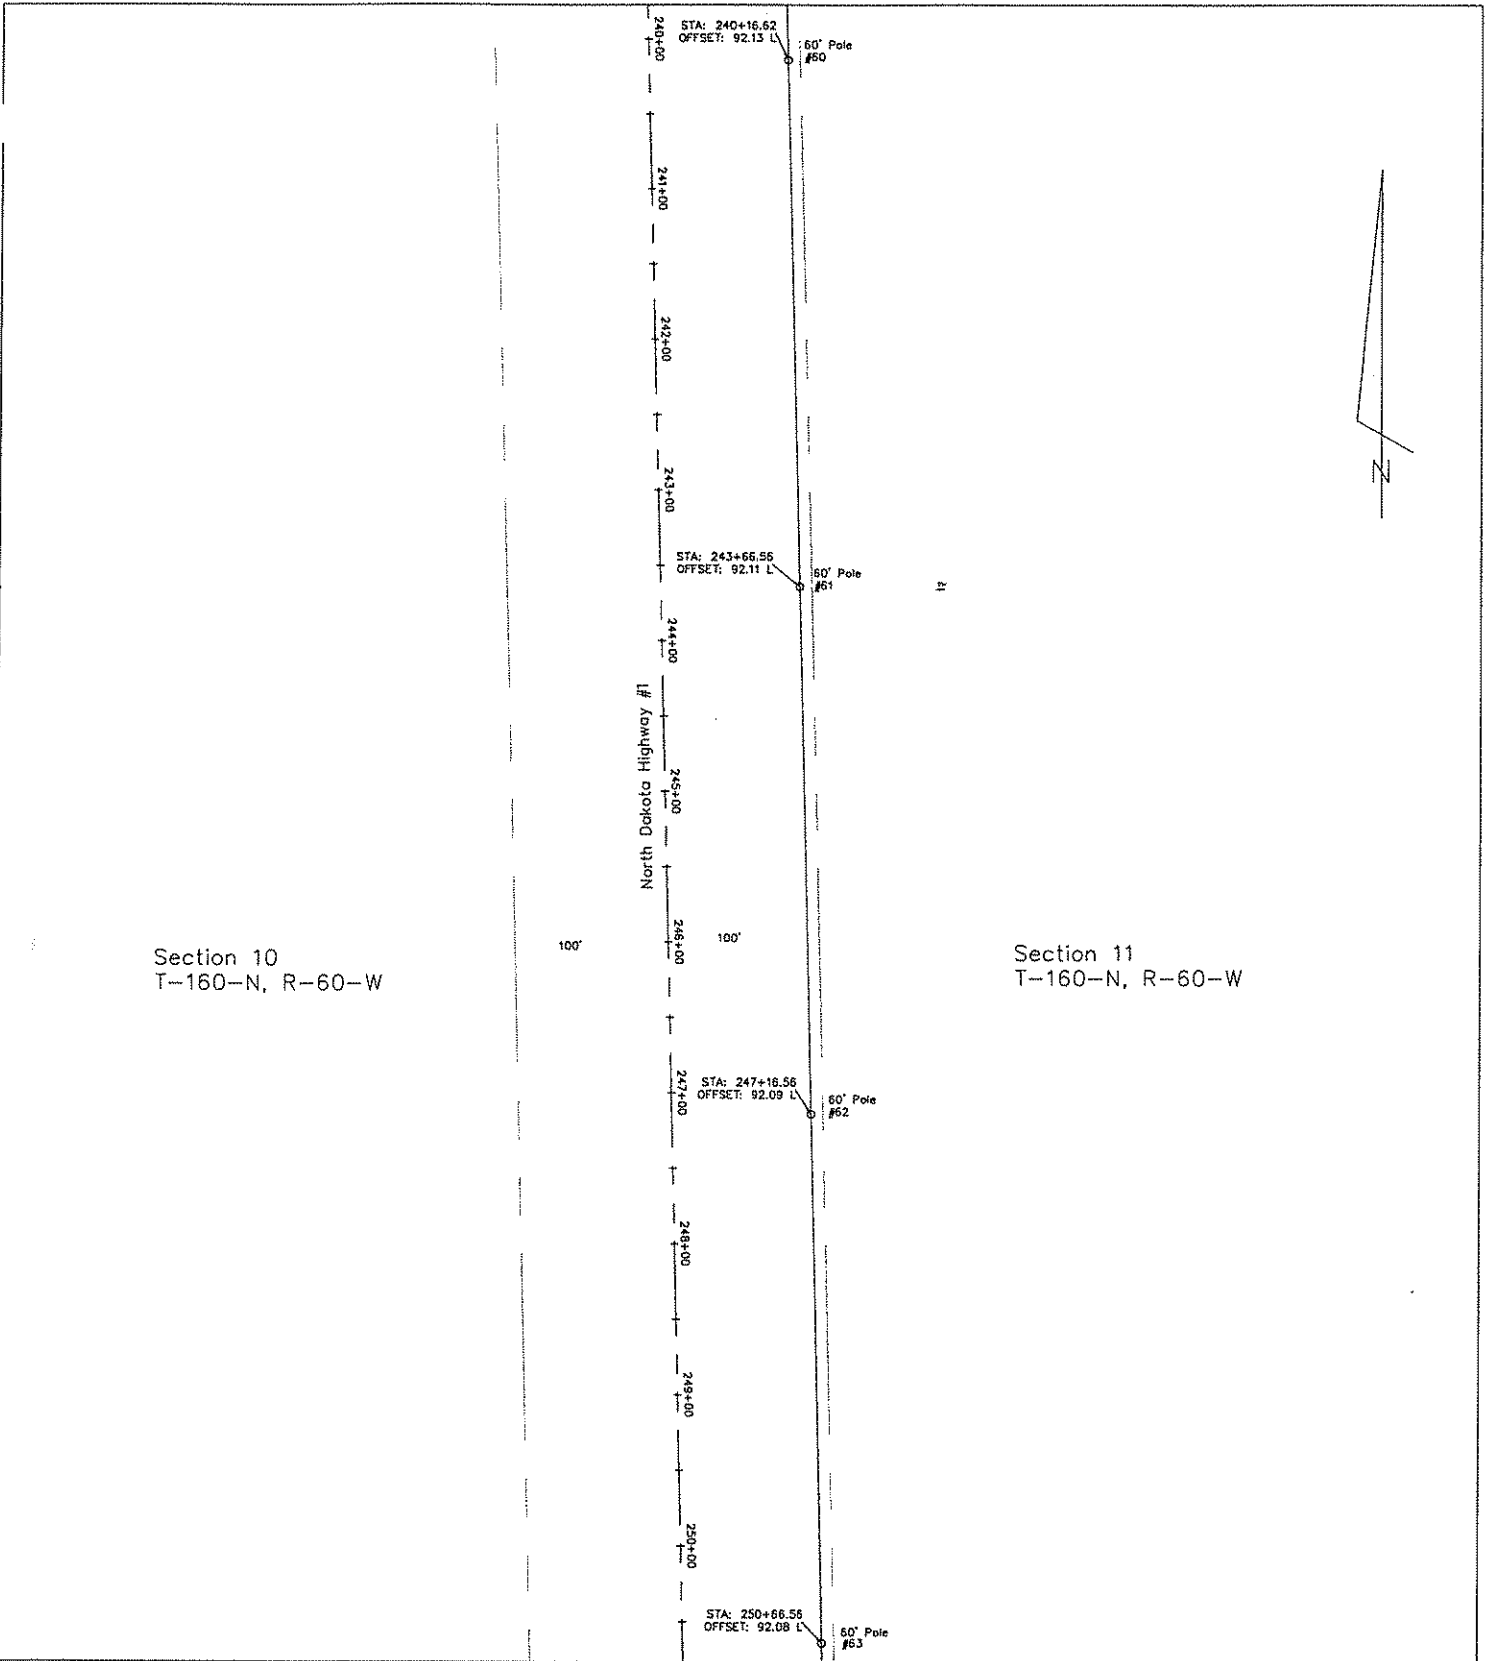 240+00
STA: 240+16.62
OFFSET: 92.13 L
60' Pole
#60
241+00
242+00
243+00
STA: 243+66.56
OFFSET: 92.11 L
60' Pole
#61
244+00
North Dakota Highway #1
245+00
246+00
100'
100'
Section 10
T-160-N, R-60-W
Section 11
T-160-N, R-60-W
N
247+00
STA: 247+16.56
OFFSET: 92.09 L
60' Pole
#62
248+00
249+00
250+00
STA: 250+66.56
OFFSET: 92.08 L
60' Pole
#63